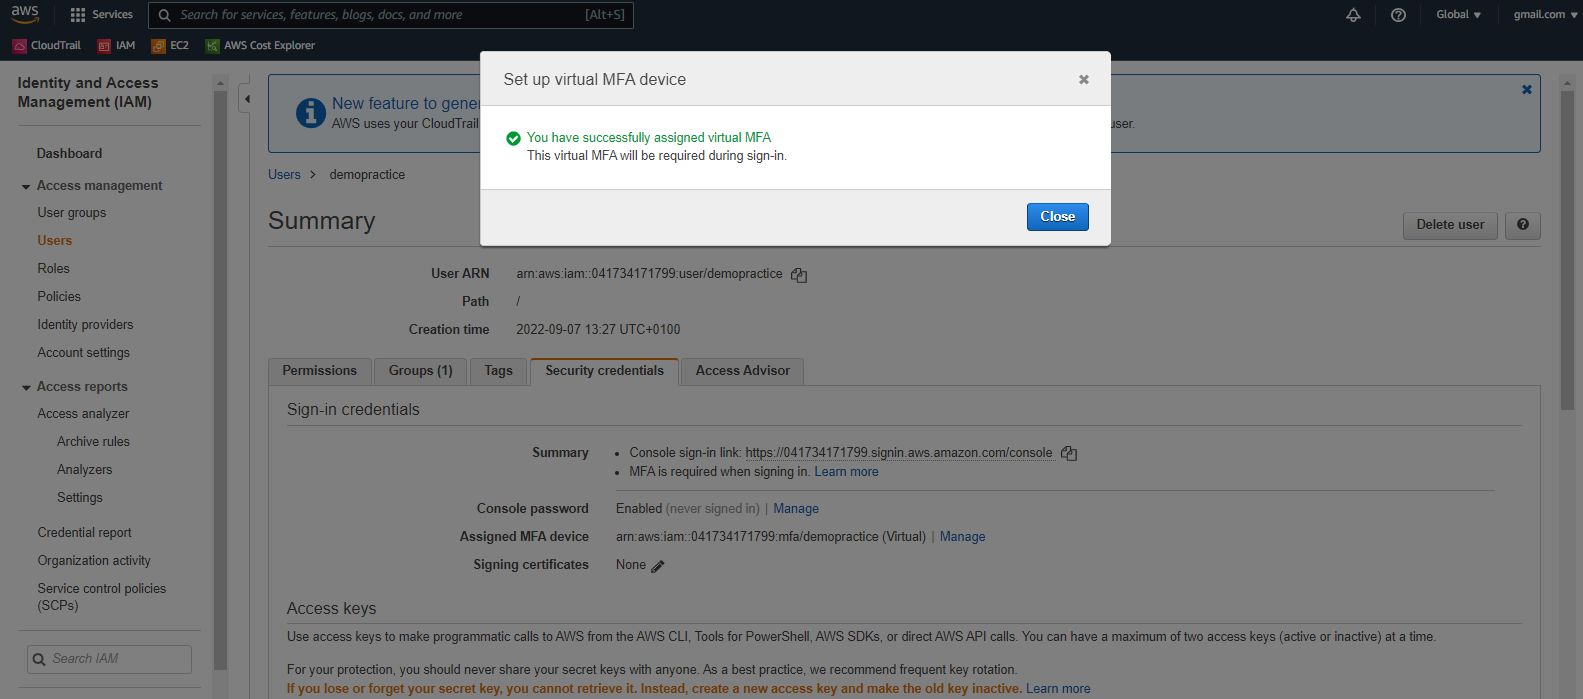 aws
Services
Search for services, features, blogs, docs, and more
[Alt+S]
Global
gmail.com
CloudTrail
IAM
EC2
AWS Cost Explorer
Identity and Access
Management (IAM)
Dashboard
Access management
User groups
Users
Roles
Policies
Identity providers
Account settings
Access reports
Access analyzer
Archive rules
Analyzers
Settings
Credential report
Organization activity
Service control policies
(SCPs)
Search IAM
New feature to gene
AWS uses your CloudTrail
user.
Set up virtual MFA device
You have successfully assigned virtual MFA
This virtual MFA will be required during sign-in.
Close
Users > demopractice
Summary
Delete user
User ARN arn:aws:iam::041734171799:user/demopractice
Path /
Creation time 2022-09-07 13:27 UTC+0100
Permissions
Groups (1)
Tags
Security credentials
Access Advisor
Sign-in credentials
Summary • Console sign-in link: https://041734171799.signin.aws.amazon.com/console
• MFA is required when signing in. Learn more
Console password Enabled (never signed in) | Manage
Assigned MFA device arn:aws:iam::041734171799:mfa/demopractice (Virtual) | Manage
Signing certificates None
Access keys
Use access keys to make programmatic calls to AWS from the AWS CLI, Tools for PowerShell, AWS SDKs, or direct AWS API calls. You can have a maximum of two access keys (active or inactive) at a time.
For your protection, you should never share your secret keys with anyone. As a best practice, we recommend frequent key rotation.
If you lose or forget your secret key, you cannot retrieve it. Instead, create a new access key and make the old key inactive. Learn more